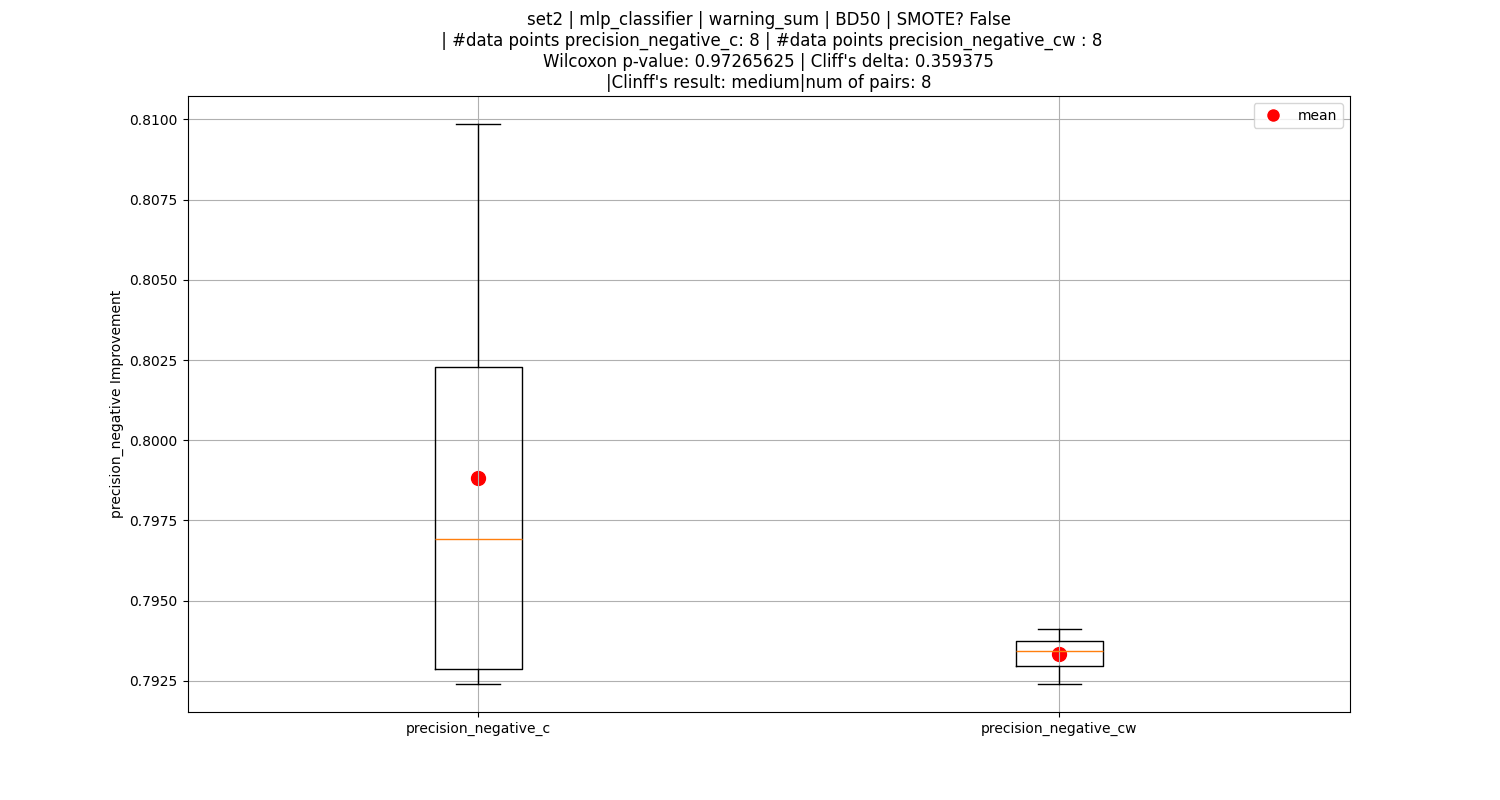 set2 | mlp_classifier | warning_sum | BD50 | SMOTE? False
| #data points precision_negative_c: 8 | #data points precision_negative_cw : 8
Wilcoxon p-value: 0.97265625 | Cliff's delta: 0.359375
|Clinff's result: medium|num of pairs: 8
mean
0.8100
0.8075
0.8050
0.8025
0.8000
0.7975
0.7950
0.7925
precision_negative Improvement
precision_negative_c
precision_negative_cw